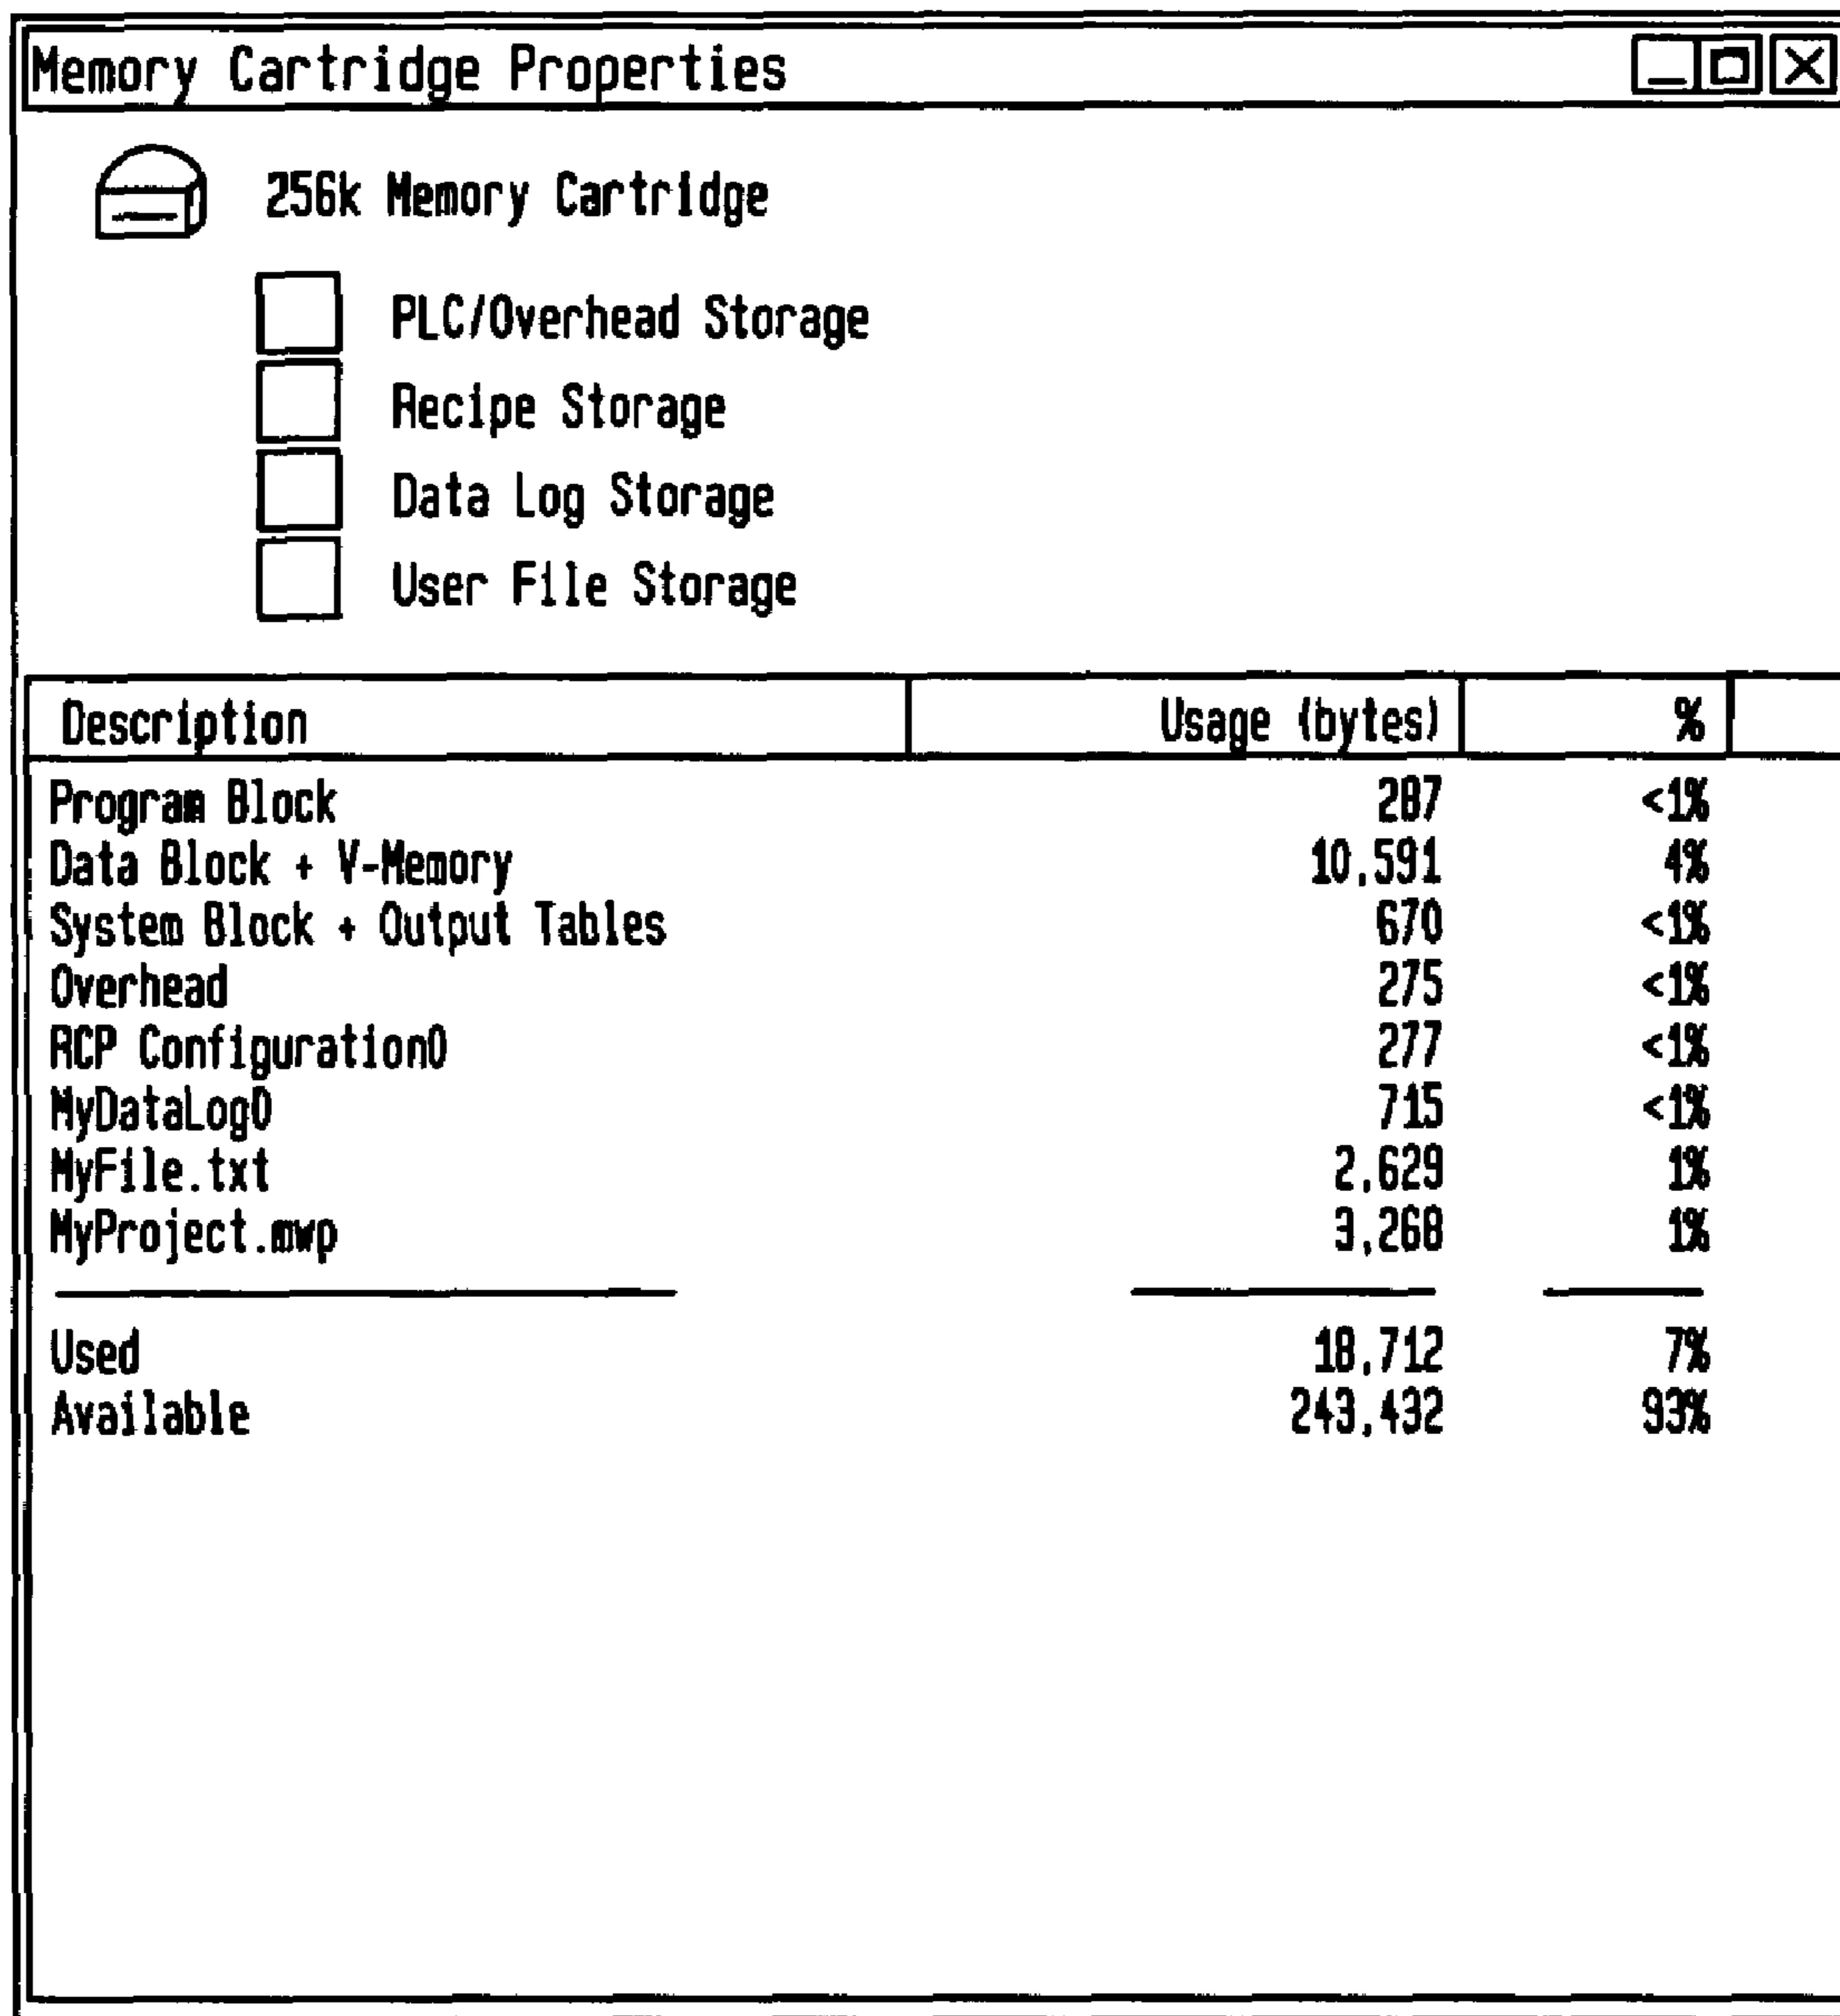 Memory Cartridge Properties
256k Memory Cartridge
PLC/Overhead Storage
Recipe Storage
Data Log Storage
User File Storage
Description Usage (bytes) %
Program Block 287 <1%
Data Block + V-Memory 10,591 4%
System Block + Output Tables 670 <1%
Overhead 275 <1%
RCP Configuration0 277 <1%
MyDataLog0 715 <1%
MyFile.txt 2,629 1%
MyProject.mwp 3,268 1%
Used 18,712 7%
Available 243,432 93%